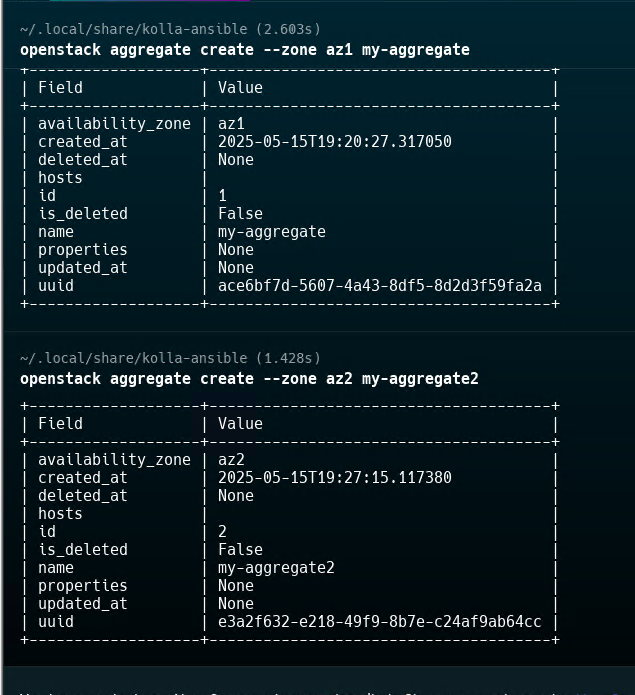 ~/.local/share/kolla-ansible (2.603s)
openstack aggregate create --zone az1 my-aggregate
+-------------------+--------------------------------------+
| Field             | Value                                |
+-------------------+--------------------------------------+
| availability_zone | az1                                  |
| created_at        | 2025-05-15T19:20:27.317050           |
| deleted_at        | None                                 |
| hosts             |                                      |
| id                | 1                                    |
| is_deleted        | False                                |
| name              | my-aggregate                         |
| properties        | None                                 |
| updated_at        | None                                 |
| uuid              | ace6bf7d-5607-4a43-8df5-8d2d3f59fa2a |
+-------------------+--------------------------------------+
~/.local/share/kolla-ansible (1.428s)
openstack aggregate create --zone az2 my-aggregate2
+-------------------+--------------------------------------+
| Field             | Value                                |
+-------------------+--------------------------------------+
| availability_zone | az2                                  |
| created_at        | 2025-05-15T19:27:15.117380           |
| deleted_at        | None                                 |
| hosts             |                                      |
| id                | 2                                    |
| is_deleted        | False                                |
| name              | my-aggregate2                        |
| properties        | None                                 |
| updated_at        | None                                 |
| uuid              | e3a2f632-e218-49f9-8b7e-c24af9ab64cc |
+-------------------+--------------------------------------+